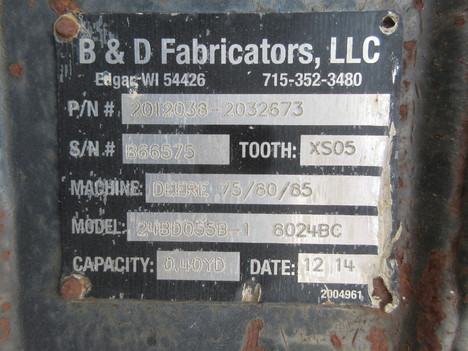 B & D Fabricators, LLC
Edgar, WI 54426 715-352-3480
P/N # 2012038-2032673
S/N # B66575 TOOTH: XS05
MACHINE: DEERE 75/80/85
MODEL: 24BD055B-1 8024BC
CAPACITY: 0.40YD DATE: 12 14
2004961